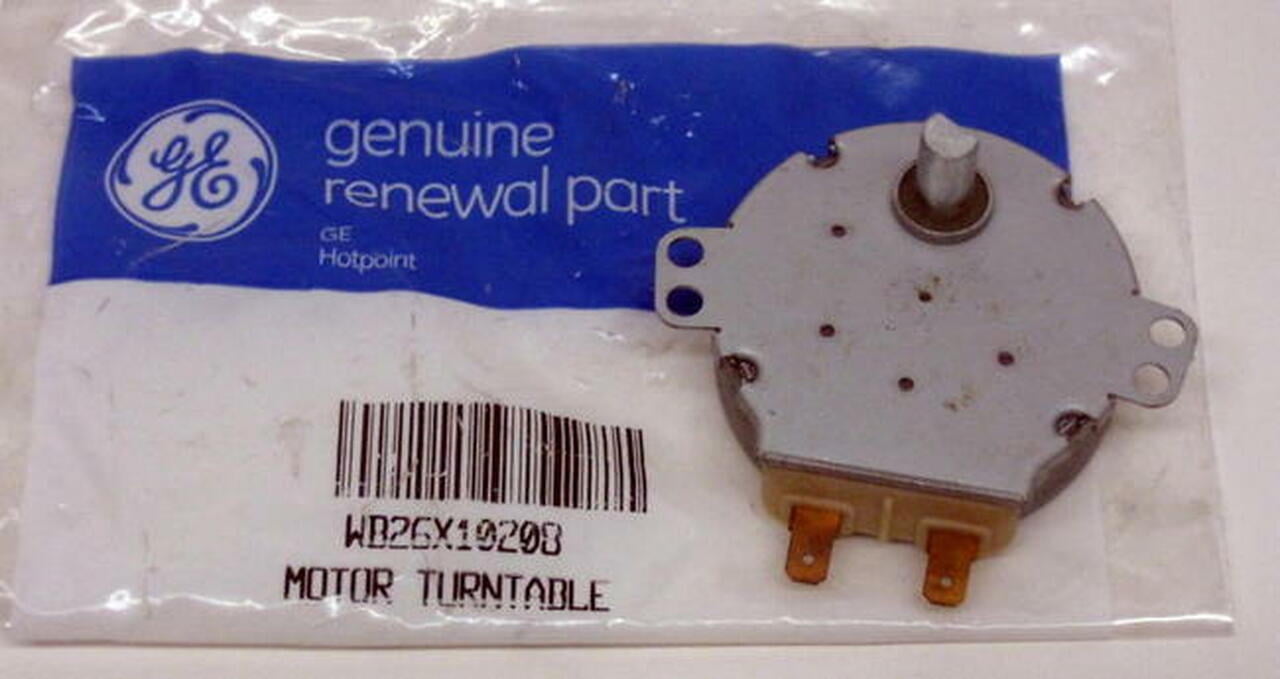 GE
genuine
renewal part
GE
Hotpoint
WB26X10208
MOTOR TURNTABLE